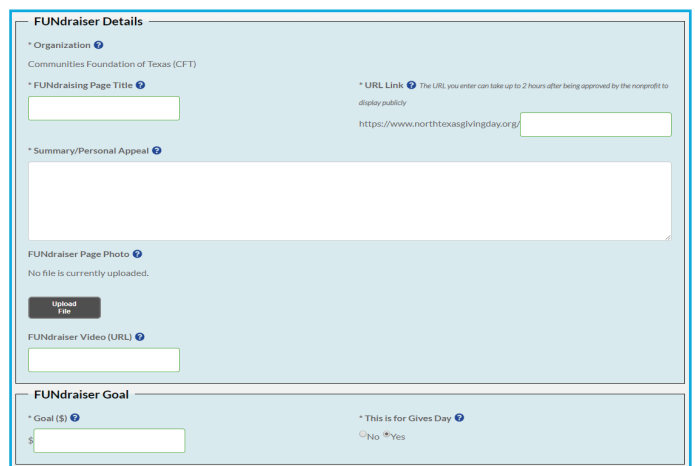 FUNdraiser Details
* Organization ?
Communities Foundation of Texas (CFT)
* FUNdraising Page Title ?
* URL Link ? The URL you enter can take up to 2 hours after being approved by the nonprofit to
display publicly
https://www.northtexasgivingday.org/
* Summary/Personal Appeal ?
FUNdraiser Page Photo ?
No file is currently uploaded.
Upload
File
FUNdraiser Video (URL) ?
FUNdraiser Goal
* Goal ($) ?
$
* This is for Gives Day ?
No Yes